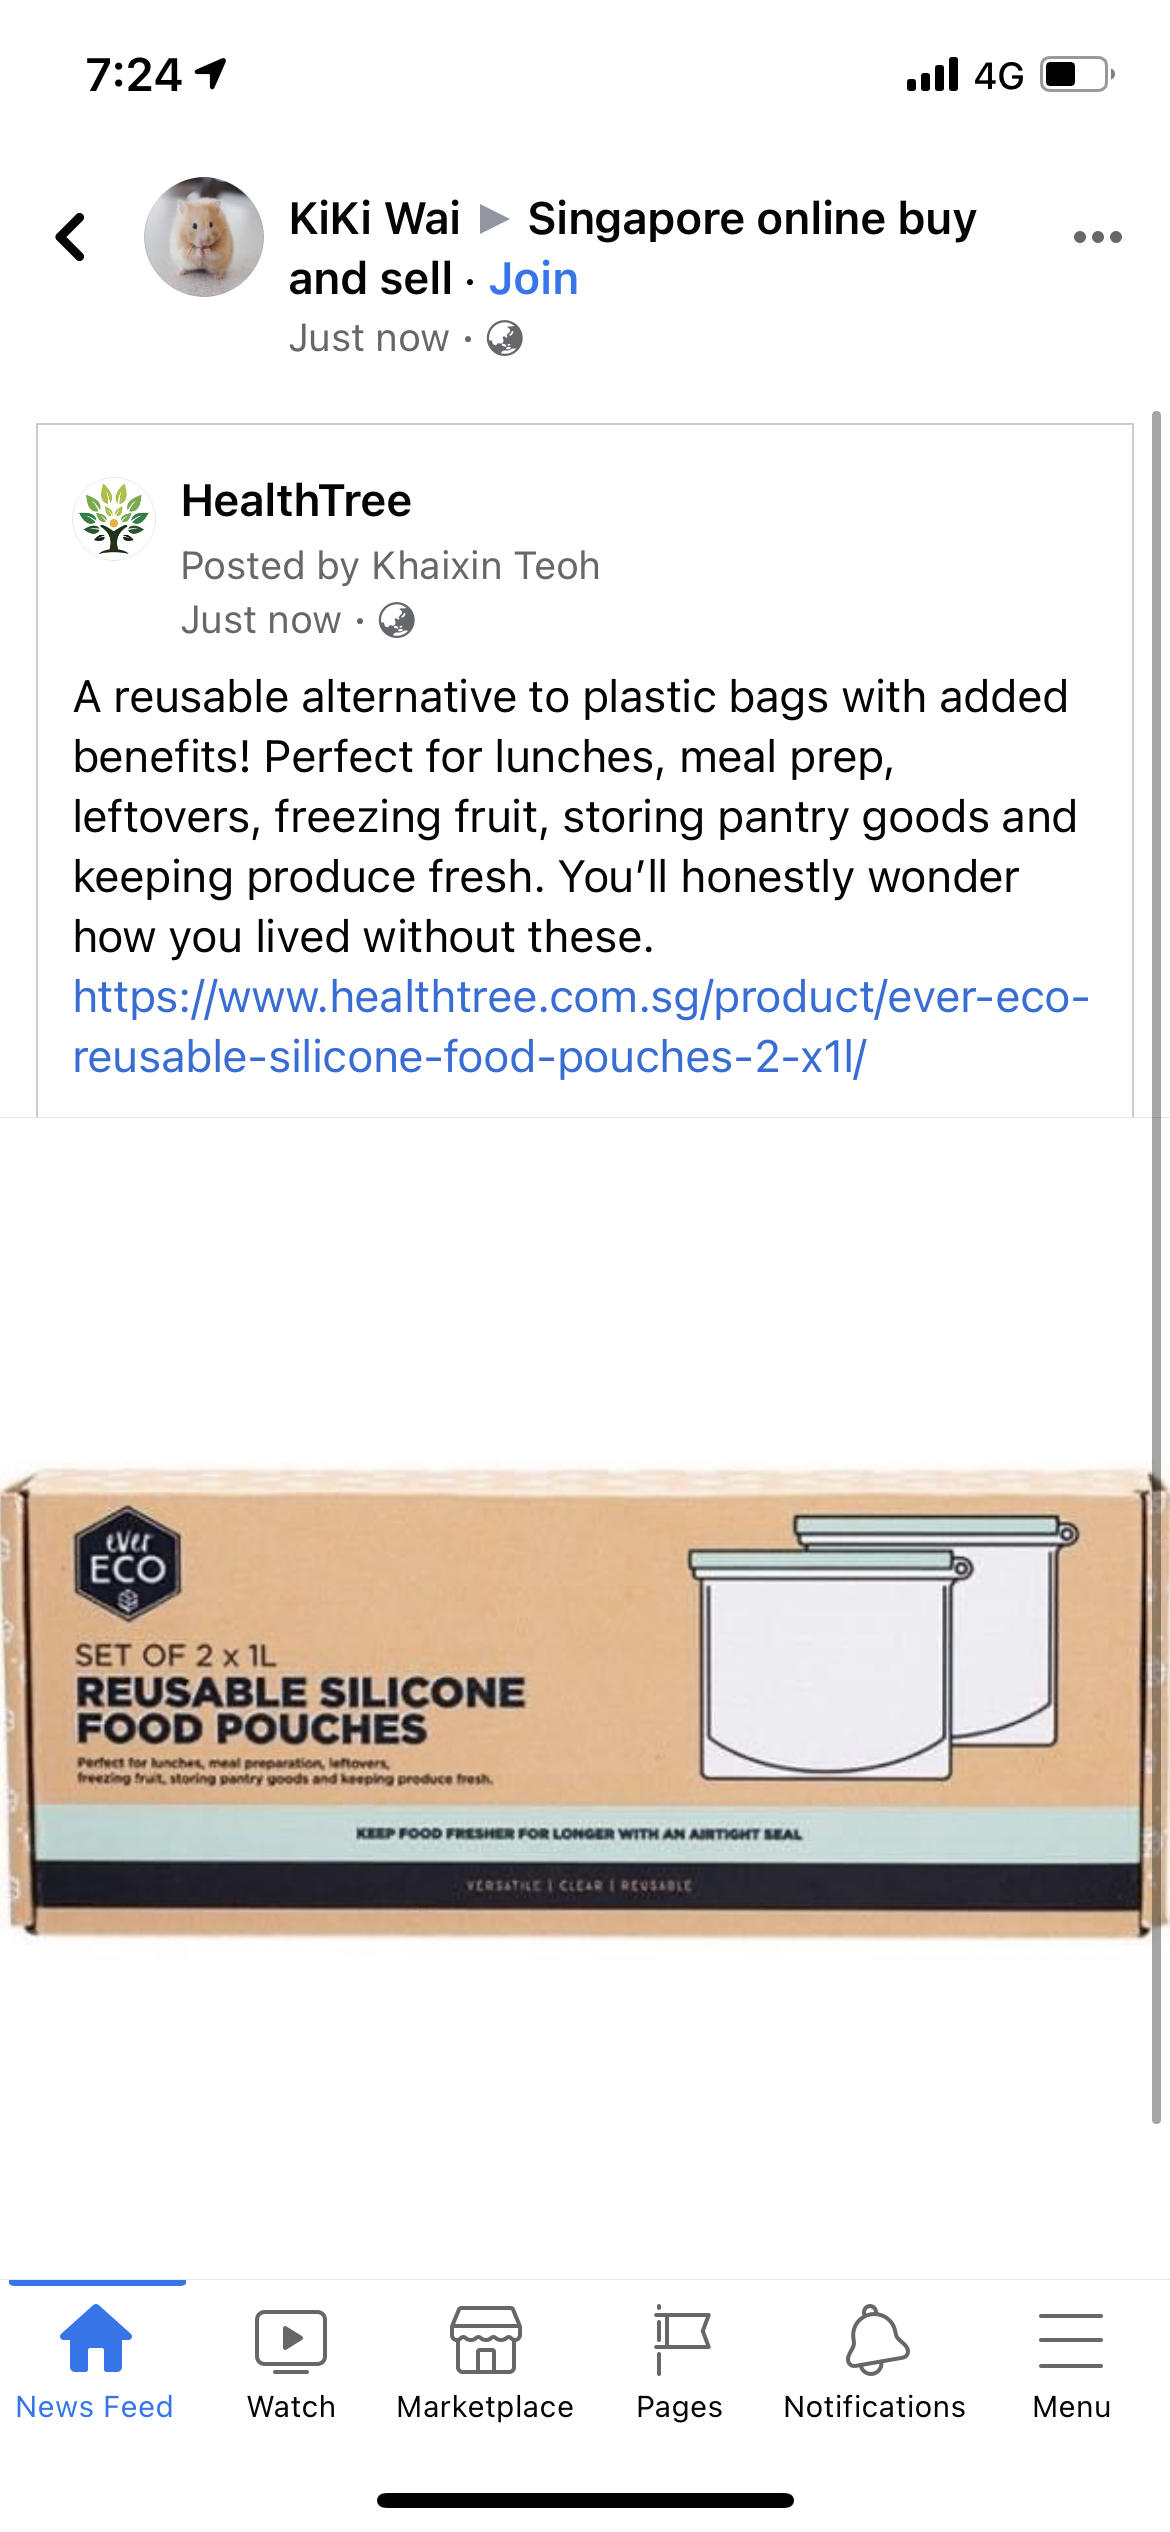 7:24
4G
KiKi Wai ▶ Singapore online buy
and sell · Join
Just now ·
HealthTree
Posted by Khaixin Teoh
Just now ·
A reusable alternative to plastic bags with added
benefits! Perfect for lunches, meal prep,
leftovers, freezing fruit, storing pantry goods and
keeping produce fresh. You’ll honestly wonder
how you lived without these.
https://www.healthtree.com.sg/product/ever-eco-
reusable-silicone-food-pouches-2-x1l/
ever
ECO
SET OF 2 x 1L
REUSABLE SILICONE
FOOD POUCHES
Perfect for lunches, meal preparation, leftovers,
freezing fruit, storing pantry goods and keeping produce fresh.
KEEP FOOD FRESHER FOR LONGER WITH AN AIRTIGHT SEAL
VERSATILE | CLEAR | REUSABLE
News Feed
Watch
Marketplace
Pages
Notifications
Menu